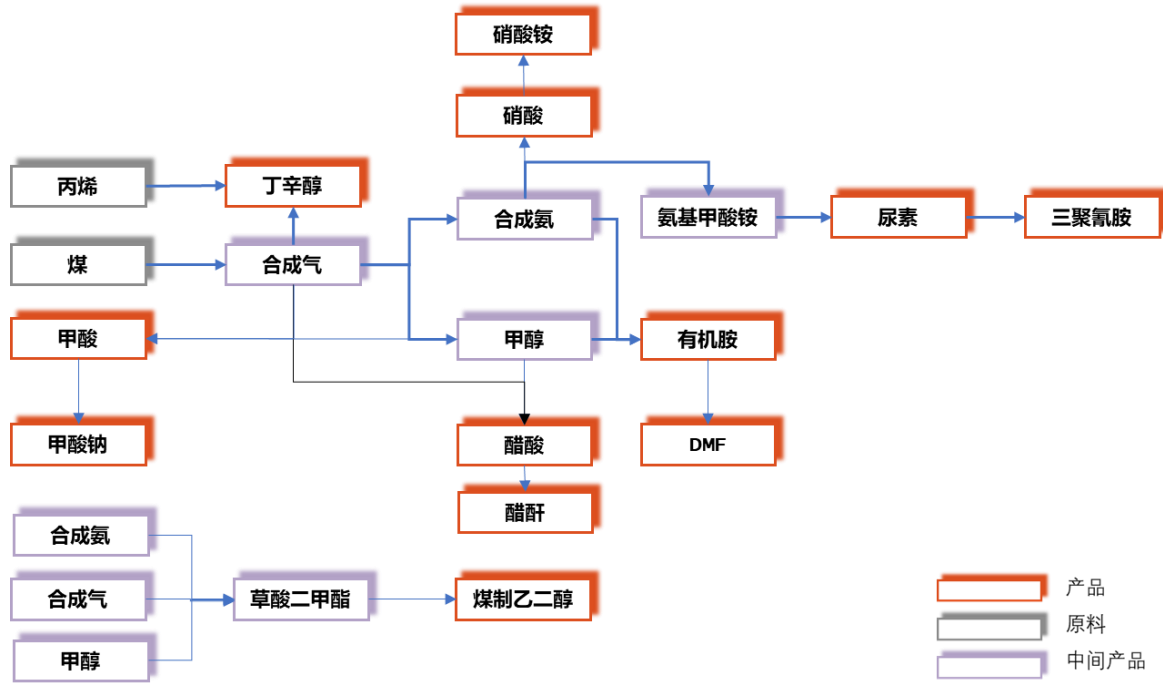 硝酸铵
硝酸
丙烯
丁辛醇
合成氨
氨基甲酸铵
尿素
三聚氰胺
煤
合成气
甲酸
甲醇
有机胺
甲酸钠
醋酸
DMF
醋酐
合成氨
合成气
草酸二甲酯
煤制乙二醇
甲醇
产品
原料
中间产品